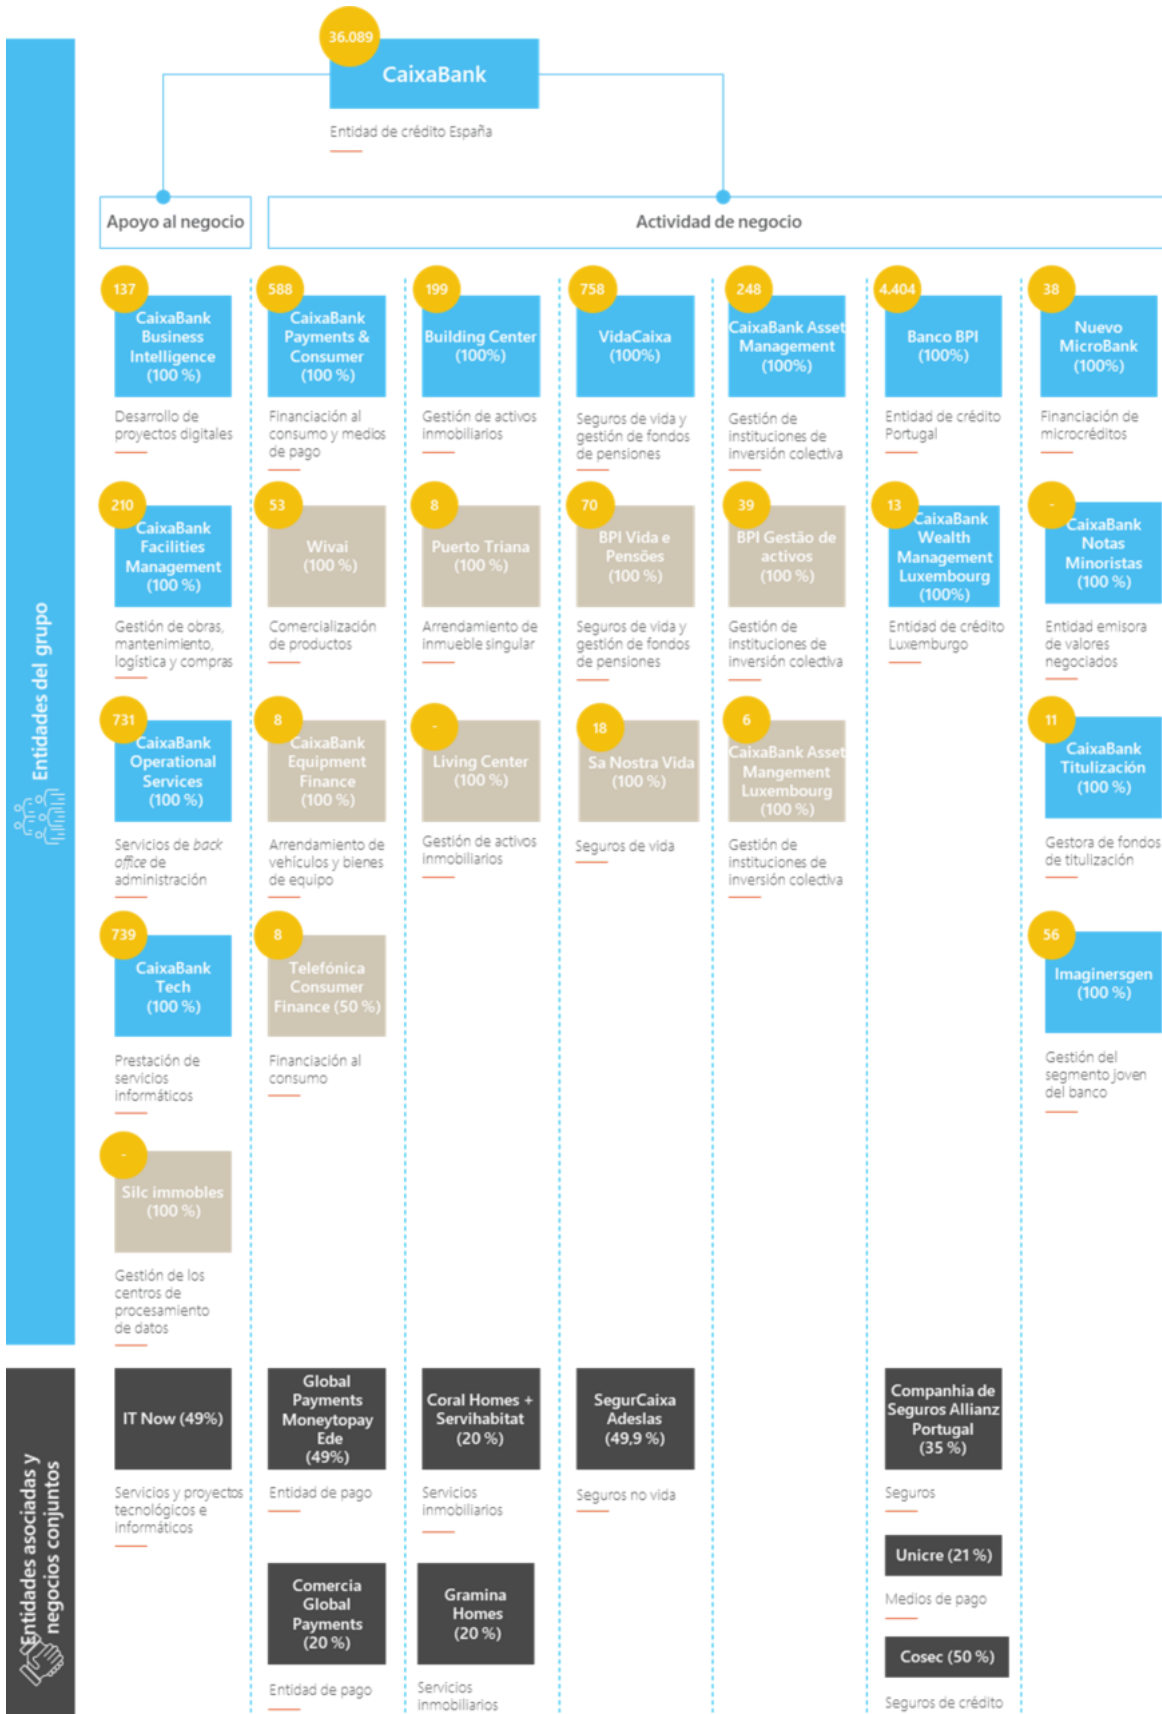 36.089
CaixaBank
Entidad de crédito España
Apoyo al negocio
Actividad de negocio
Entidades del grupo
137
CaixaBank
Business
Intelligence
(100 %)
Desarrollo de
proyectos digitales
588
CaixaBank
Payments &
Consumer
(100 %)
Financiación al
consumo y medios
de pago
199
Building Center
(100%)
Gestión de activos
inmobiliarios
758
VidaCaixa
(100%)
Seguros de vida y
gestión de fondos
de pensiones
248
CaixaBank Asset
Management
(100%)
Gestión de
instituciones de
inversión colectiva
4.404
Banco BPI
(100%)
Entidad de crédito
Portugal
38
Nuevo
MicroBank
(100%)
Financiación de
microcréditos
210
CaixaBank
Facilities
Management
(100 %)
Gestión de obras,
mantenimiento,
logística y compras
53
Wivai
(100 %)
Comercialización
de productos
8
Puerto Triana
(100 %)
Arrendamiento de
inmueble singular
70
BPI Vida e
Pensões
(100 %)
Seguros de vida y
gestión de fondos
de pensiones
39
BPI Gestão de
activos
(100 %)
Gestión de
instituciones de
inversión colectiva
13
CaixaBank
Wealth
Management
Luxembourg
(100%)
Entidad de crédito
Luxemburgo
-
CaixaBank
Notas
Minoristas
(100 %)
Entidad emisora
de valores
negociados
731
CaixaBank
Operational
Services
(100 %)
Servicios de back
office de
administración
8
CaixaBank
Equipment
Finance
(100 %)
Arrendamiento de
vehículos y bienes
de equipo
-
Living Center
(100 %)
Gestión de activos
inmobiliarios
18
Sa Nostra Vida
(100 %)
Seguros de vida
6
CaixaBank Asset
Mangement
Luxembourg
(100 %)
Gestión de
instituciones de
inversión colectiva
11
CaixaBank
Titulización
(100 %)
Gestora de fondos
de titulización
739
CaixaBank
Tech
(100 %)
Prestación de
servicios
informáticos
8
Telefónica
Consumer
Finance (50 %)
Financiación al
consumo
56
Imaginersgen
(100 %)
Gestión del
segmento joven
del banco
-
Silc immobles
(100 %)
Gestión de los
centros de
procesamiento
de datos
Entidades asociadas y
negocios conjuntos
IT Now (49%)
Servicios y proyectos
tecnológicos e
informáticos
Global
Payments
Moneytopay
Ede
(49%)
Entidad de pago
Coral Homes +
Servihabitat
(20 %)
Servicios
inmobiliarios
SegurCaixa
Adeslas
(49,9 %)
Seguros no vida
Companhia de
Seguros Allianz
Portugal
(35 %)
Seguros
Unicre (21 %)
Medios de pago
Comercia
Global
Payments
(20 %)
Entidad de pago
Gramina
Homes
(20 %)
Servicios
inmobiliarios
Cosec (50 %)
Seguros de crédito